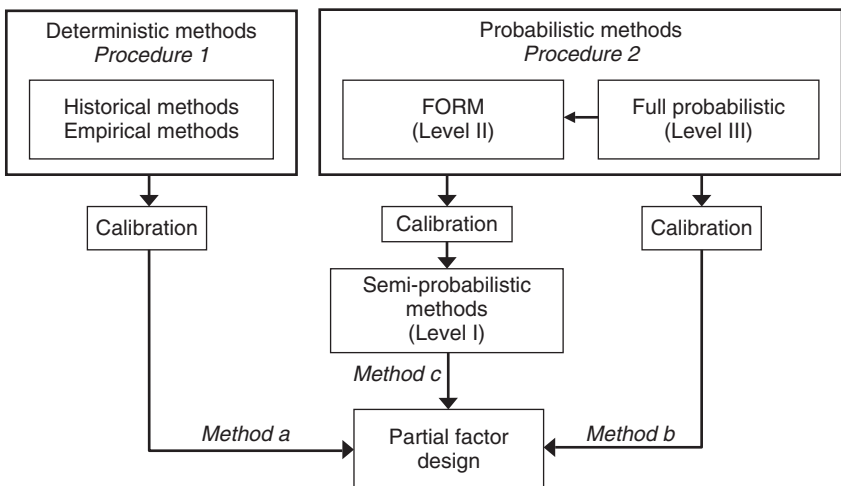 Deterministic methods
Procedure 1
Historical methods
Empirical methods
Probabilistic methods
Procedure 2
FORM
(Level II)
Full probabilistic
(Level III)
Calibration
Calibration
Calibration
Semi-probabilistic
methods
(Level I)
Method c
Method a
Partial factor
design
Method b